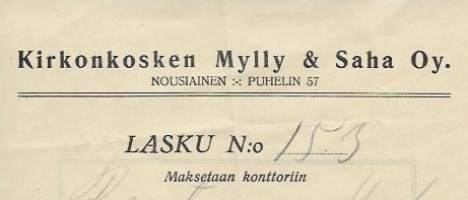 Kirkonkosken Mylly & Saha Oy.
NOUSIAINEN :-: PUHELIN 57
LASKU N:o 153
Maksetaan konttoriin